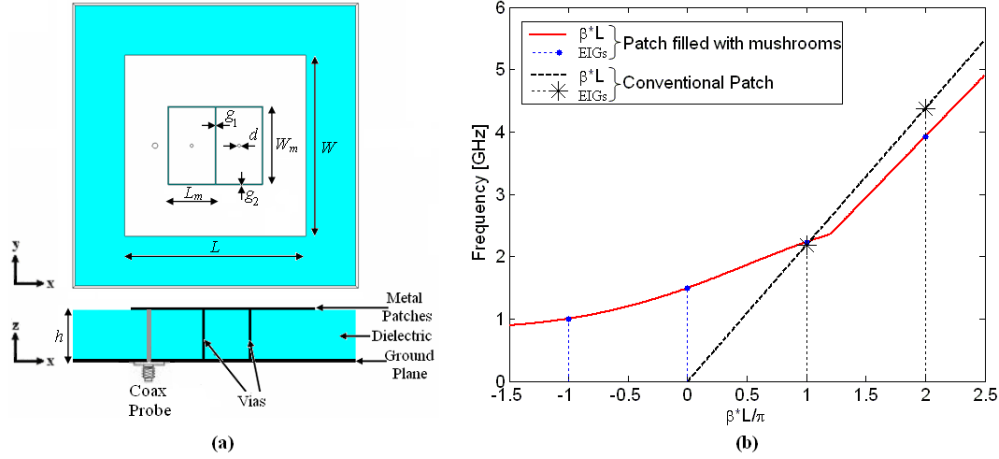 g1
d
Wm
W
Lm
g2
L
y
x
Metal
Patches
h
Dielectric
z
x
Ground
Plane
Coax
Probe
Vias
(a)
6
5
4
3
2
1
0
Frequency [GHz]
β*L
EIGs
Patch filled with mushrooms
β*L
EIGs
Conventional Patch
-1.5 -1 -0.5 0 0.5 1 1.5 2 2.5
β*L/π
(b)